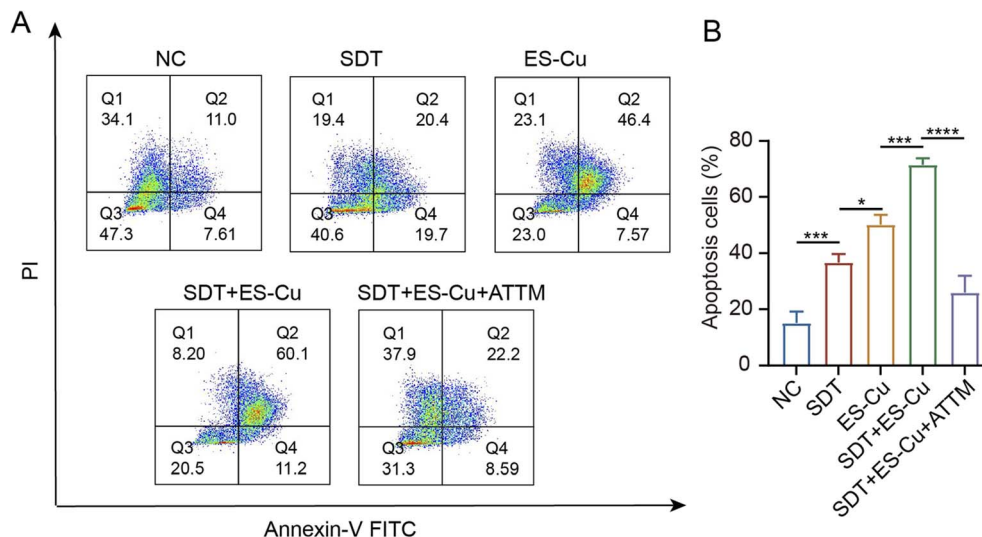 A
NC
SDT
ES-Cu
Q1
34.1
Q2
11.0
Q3
47.3
Q4
7.61
Q1
19.4
Q2
20.4
Q3
40.6
Q4
19.7
Q1
23.1
Q2
46.4
Q3
23.0
Q4
7.57
SDT+ES-Cu
SDT+ES-Cu+ATTM
Q1
8.20
Q2
60.1
Q3
20.5
Q4
11.2
Q1
37.9
Q2
22.2
Q3
31.3
Q4
8.59
PI
Annexin-V FITC
B
Apoptosis cells (%)
80
60
40
20
0
***
*
***
****
NC
SDT
ES-Cu
SDT+ES-Cu
SDT+ES-Cu+ATTM